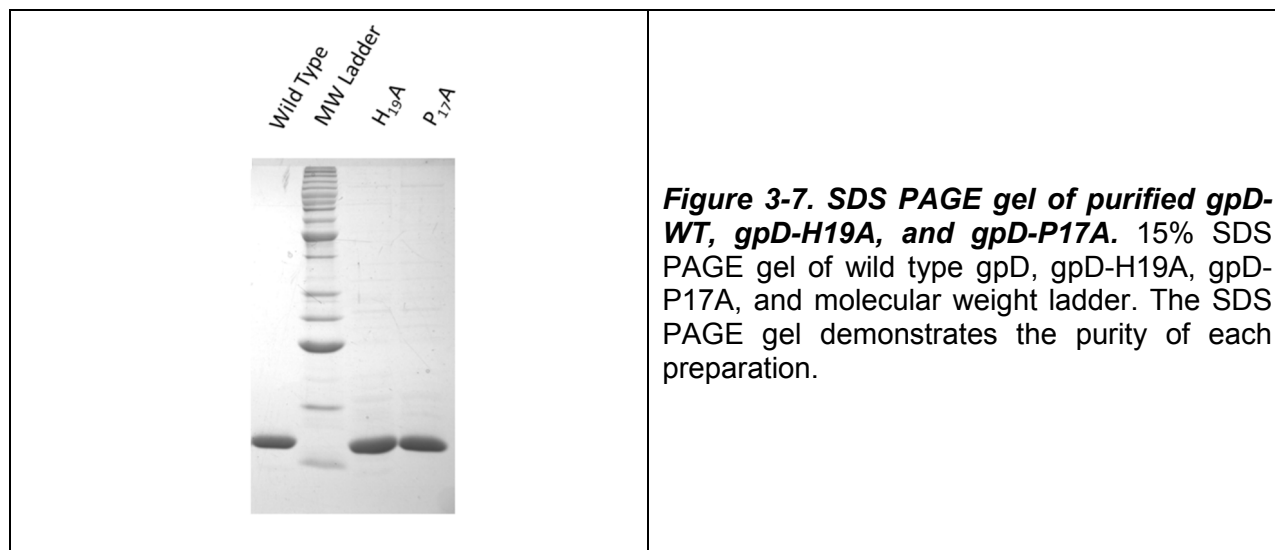 Wild Type
MW Ladder
H19A
P17A
Figure 3-7. SDS PAGE gel of purified gpD-
WT, gpD-H19A, and gpD-P17A. 15% SDS
PAGE gel of wild type gpD, gpD-H19A, gpD-
P17A, and molecular weight ladder. The SDS
PAGE gel demonstrates the purity of each
preparation.